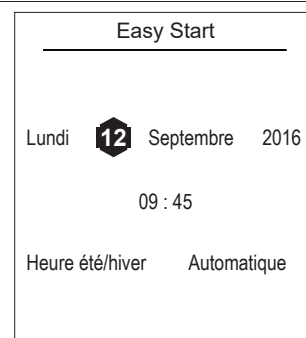 Easy Start
Lundi 12 Septembre 2016
09 : 45
Heure été/hiver Automatique